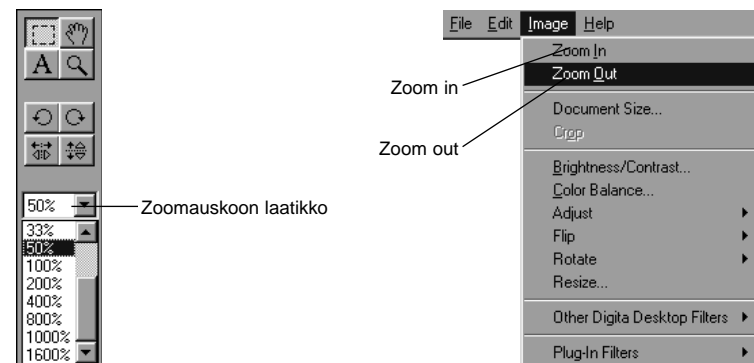 A
50%
33%
50%
100%
200%
400%
800%
1000%
1600%
Zoomauskoon laatikko
File Edit Image Help
Zoom In
Zoom Out
Document Size...
Crop
Brightness/Contrast...
Color Balance...
Adjust
Flip
Rotate
Resize...
Other Digita Desktop Filters
Plug-In Filters
Zoom in
Zoom out